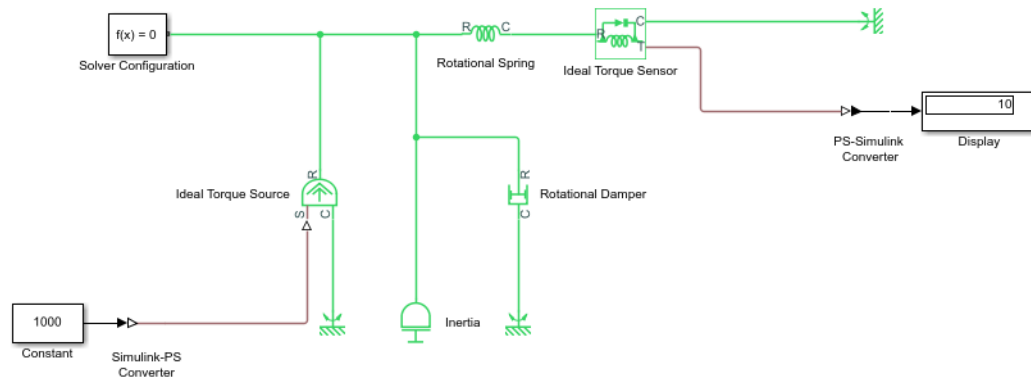 f(x) = 0
Solver Configuration
R
C
Rotational Spring
R
C
T
Ideal Torque Sensor
10
PS-Simulink
Converter
Display
Ideal Torque Source
R
S
C
R
C
Rotational Damper
1000
Constant
Simulink-PS
Converter
Inertia